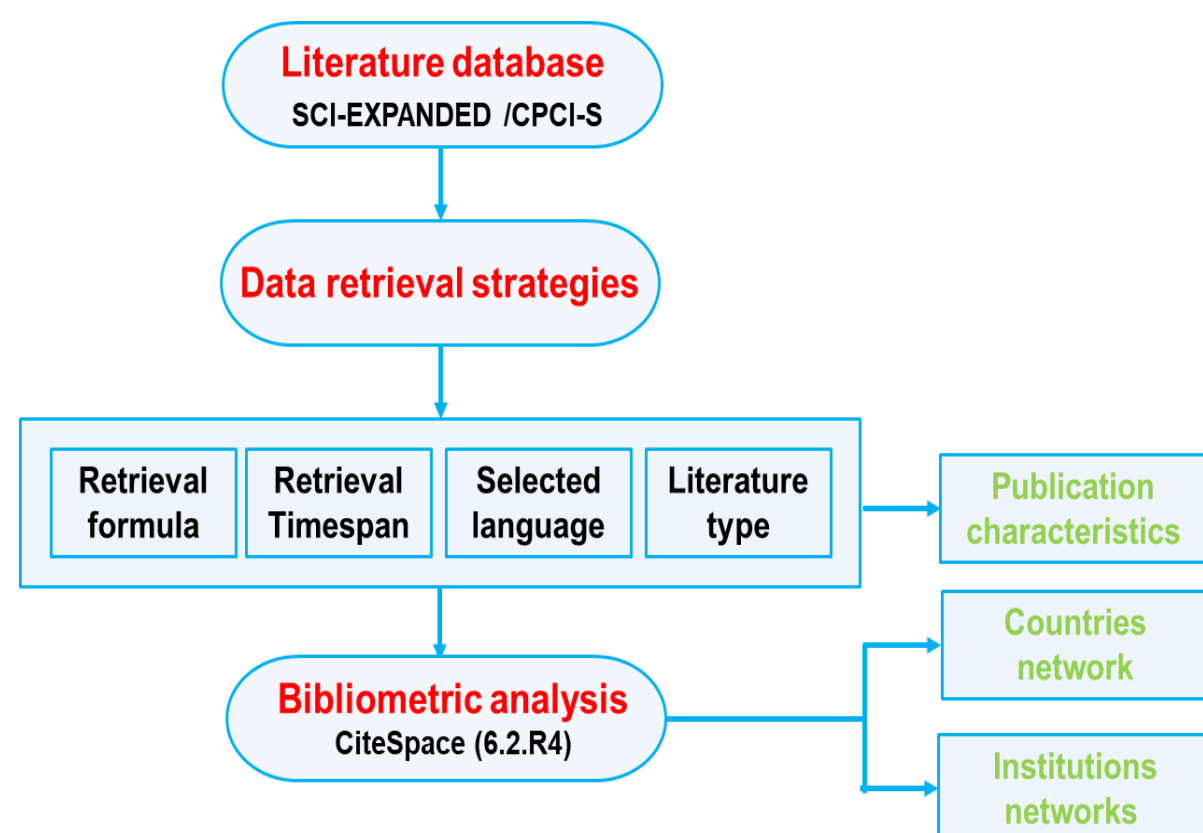 Literature database
SCI-EXPANDED /CPCI-S
Data retrieval strategies
Retrieval
formula
Retrieval
Timespan
Selected
language
Literature
type
Publication
characteristics
Countries
network
Bibliometric analysis
CiteSpace (6.2.R4)
Institutions
networks